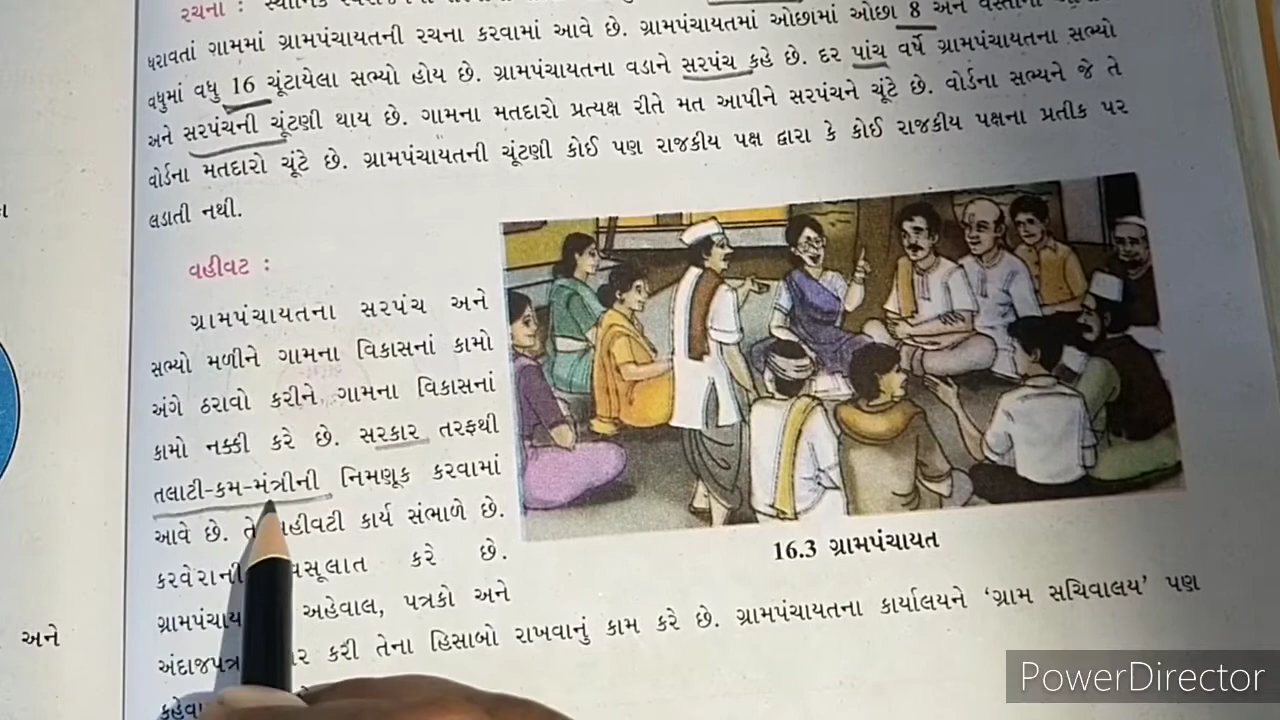 રચના :
ધરાવતાં ગામમાં ગ્રામપંચાયતની રચના કરવામાં આવે છે. ગ્રામપંચાયતમાં ઓછામાં ઓછા 8 અને
વધુમાં વધુ 16 ચૂંટાયેલા સભ્યો હોય છે. ગ્રામપંચાયતના વડાને સરપંચ કહે છે. દર પાંચ વર્ષે ગ્રામપંચાયતના સભ્યો
અને સરપંચની ચૂંટણી થાય છે. ગામના મતદારો પ્રત્યક્ષ રીતે મત આપીને સરપંચને ચૂંટે છે. વોર્ડના સભ્યને જે તે
વોર્ડના મતદારો ચૂંટે છે. ગ્રામપંચાયતની ચૂંટણી કોઈ પણ રાજકીય પક્ષ દ્વારા કે કોઈ રાજકીય પક્ષના પ્રતીક પર
લડાતી નથી.
વહીવટ :
ગ્રામપંચાયતના સરપંચ અને
સભ્યો મળીને ગામના વિકાસનાં કામો
અંગે ઠરાવો કરીને ગામના વિકાસનાં
કામો નક્કી કરે છે. સરકાર તરફથી
તલાટી-કમ-મંત્રીની નિમણૂક કરવામાં
આવે છે. તે વહીવટી કાર્ય સંભાળે છે.
કરવેરાની વસૂલાત કરે છે.
અહેવાલ, પત્રકો અને
કરી તેના હિસાબો રાખવાનું કામ કરે છે. ગ્રામપંચાયતના કાર્યાલયને ‘ગ્રામ સચિવાલય’ પણ
16.3 ગ્રામપંચાયત
અને
PowerDirector